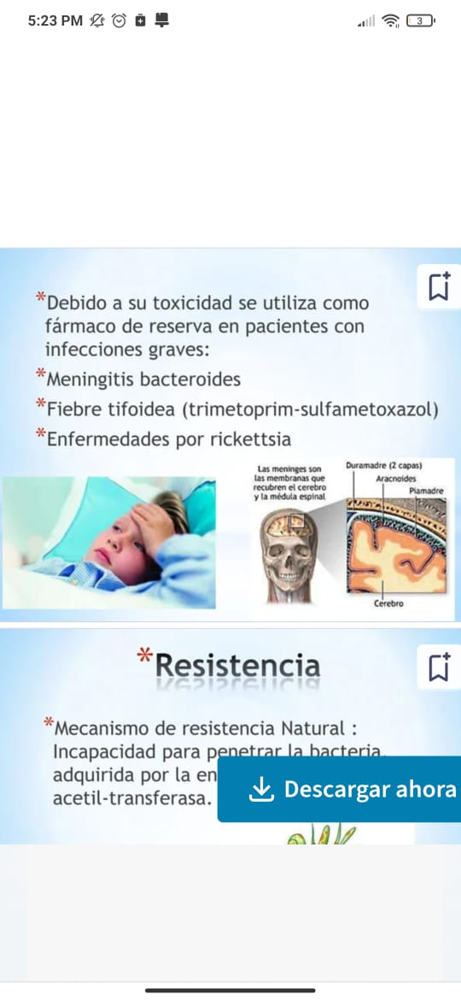 5:23 PM
3
*Debido a su toxicidad se utiliza como
fármaco de reserva en pacientes con
infecciones graves:
*Meningitis bacteroides
*Fiebre tifoidea (trimetoprim-sulfametoxazol)
*Enfermedades por rickettsia
Las meninges son
las membranas que
recubren el cerebro
y la médula espinal
Duramadre (2 capas)
Aracnoides
Piamadre
Cerebro
*Resistencia
*Mecanismo de resistencia Natural :
Incapacidad para penetrar la bacteria.
adquirida por la en
acetil-transferasa.
Descargar ahora